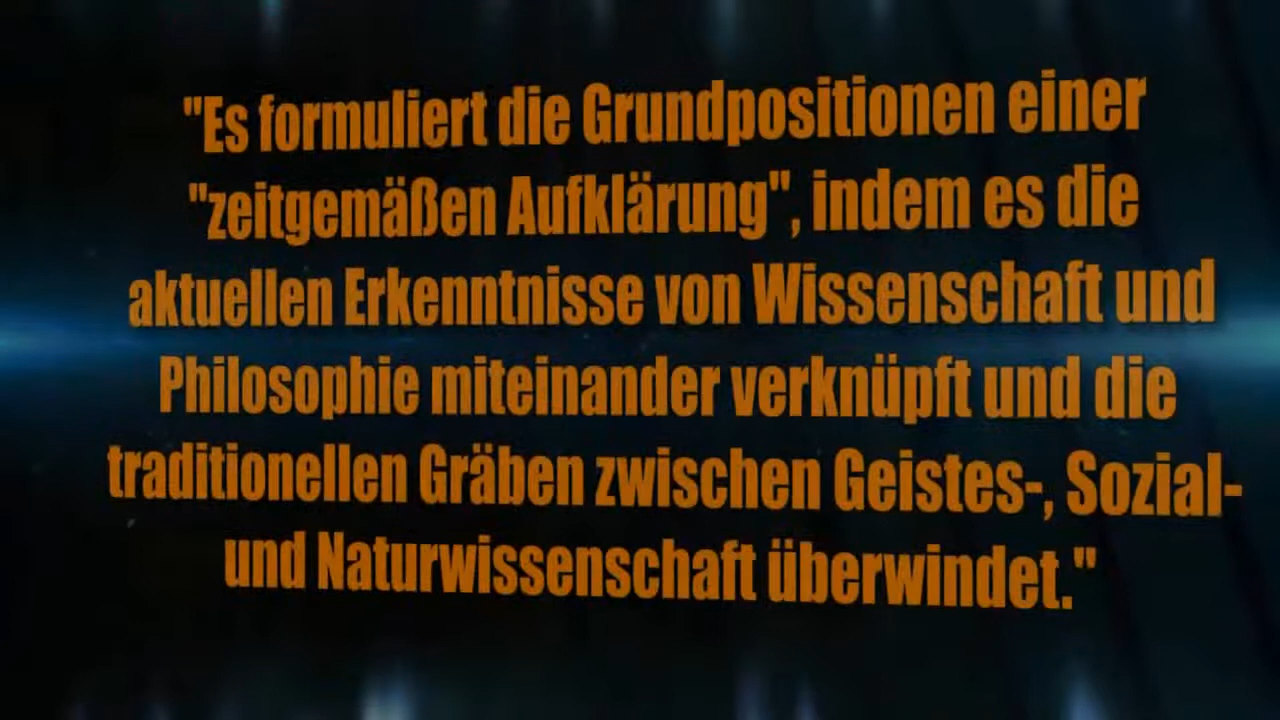 "Es formuliert die Grundpositionen einer
"zeitgemäßen Aufklärung", indem es die
aktuellen Erkenntnisse von Wissenschaft und
Philosophie miteinander verknüpft und die
traditionellen Gräben zwischen Geistes-, Sozial-
und Naturwissenschaft überwindet."